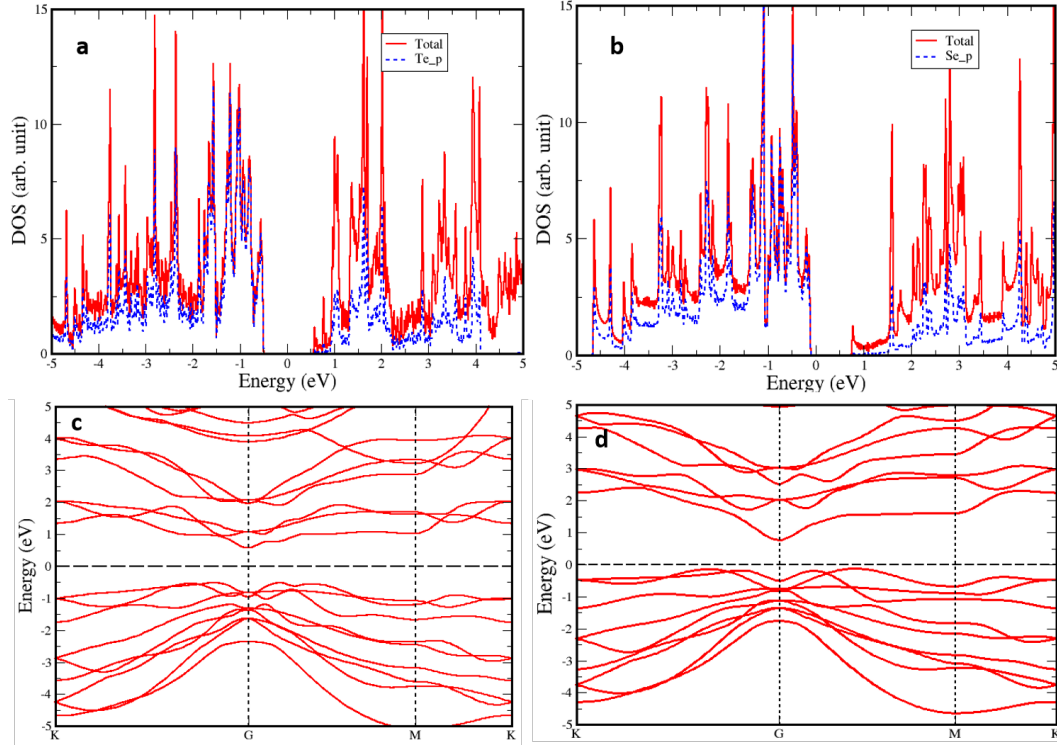 a
Total
Te_p
DOS (arb. unit)
15
10
5
0
-5 -4 -3 -2 -1 0 1 2 3 4 5
Energy (eV)
b
Total
Se_p
DOS (arb. unit)
15
10
5
0
-5 -4 -3 -2 -1 0 1 2 3 4 5
Energy (eV)
c
Energy (eV)
5
4
3
2
1
0
-1
-2
-3
-4
-5
K G M K
d
Energy (eV)
5
4
3
2
1
0
-1
-2
-3
-4
-5
K G M K